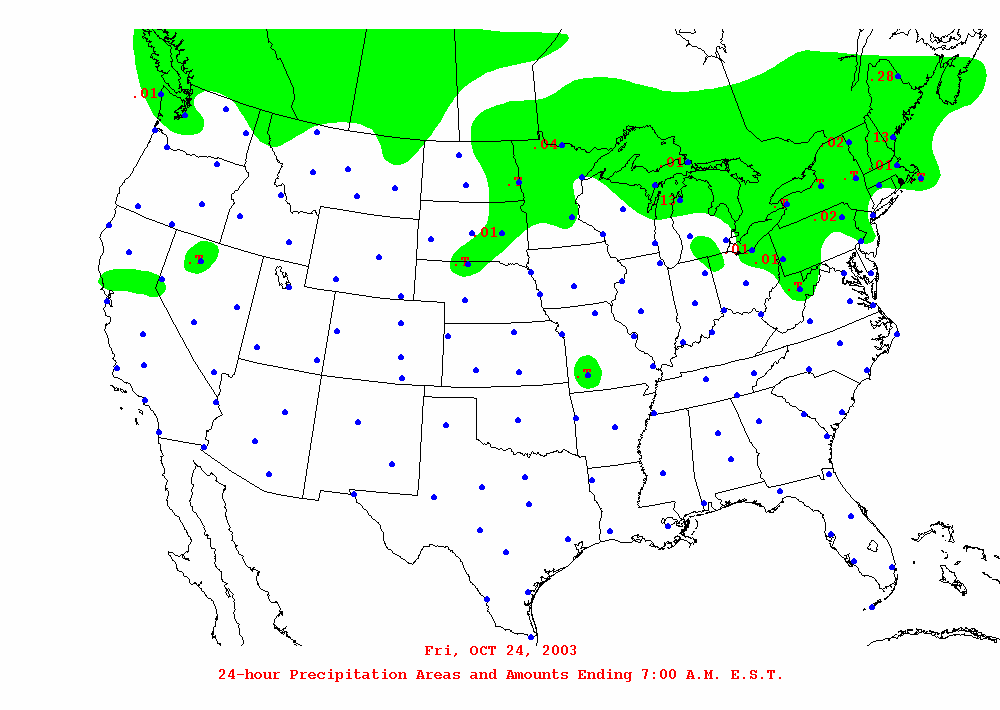 .28
.01
13
.02
.04
.01
.01
.T
.T
.T
13
.T
.02
.01
.01
.01
.T
.T
.T
.T
Fri, OCT 24, 2003
24-hour Precipitation Areas and Amounts Ending 7:00 A.M. E.S.T.